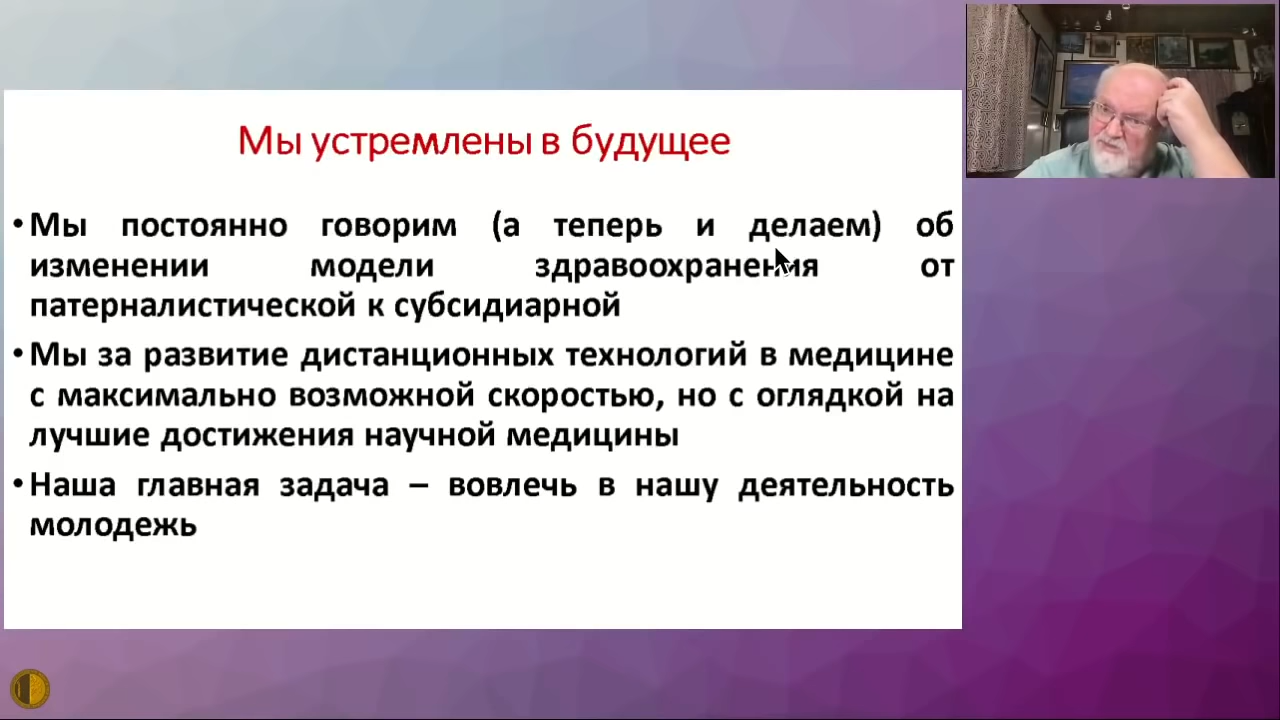 Мы устремлены в будущее
• Мы постоянно говорим (а теперь и делаем) об
изменении модели здравоохранения от
патерналистической к субсидиарной
• Мы за развитие дистанционных технологий в медицине
с максимально возможной скоростью, но с оглядкой на
лучшие достижения научной медицины
• Наша главная задача – вовлечь в нашу деятельность
молодежь